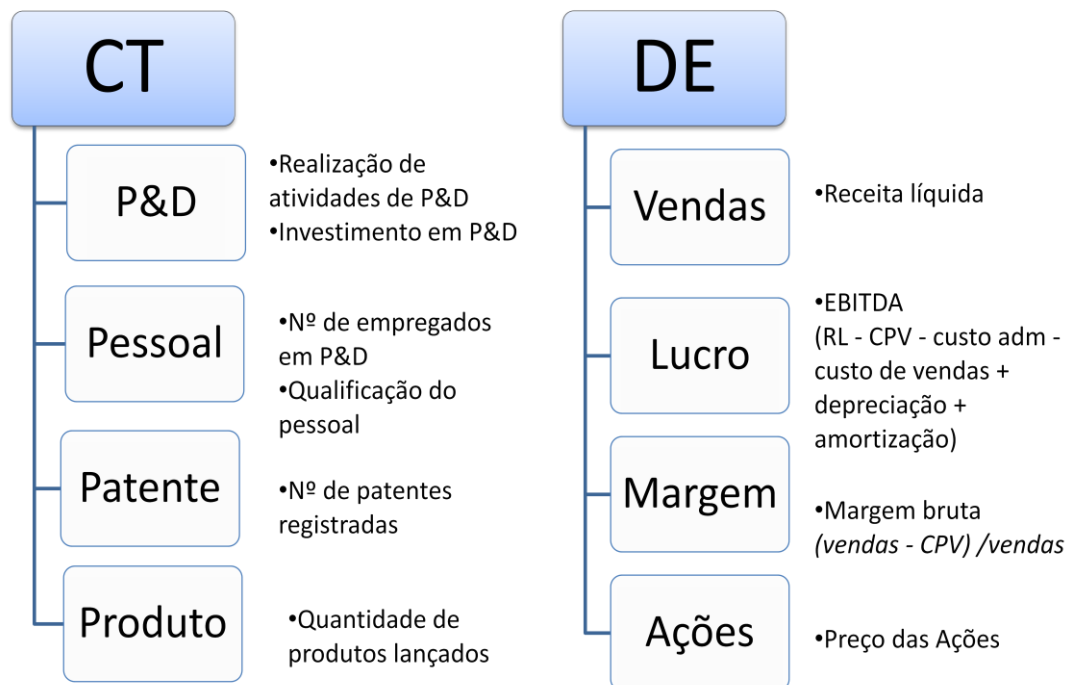 CT
P&D
•Realização de
atividades de P&D
•Investimento em P&D
Pessoal
•Nº de empregados
em P&D
•Qualificação do
pessoal
Patente
•Nº de patentes
registradas
Produto
•Quantidade de
produtos lançados
DE
Vendas
•Receita líquida
Lucro
•EBITDA
(RL - CPV - custo adm -
custo de vendas +
depreciação +
amortização)
Margem
•Margem bruta
(vendas - CPV) /vendas
Ações
•Preço das Ações